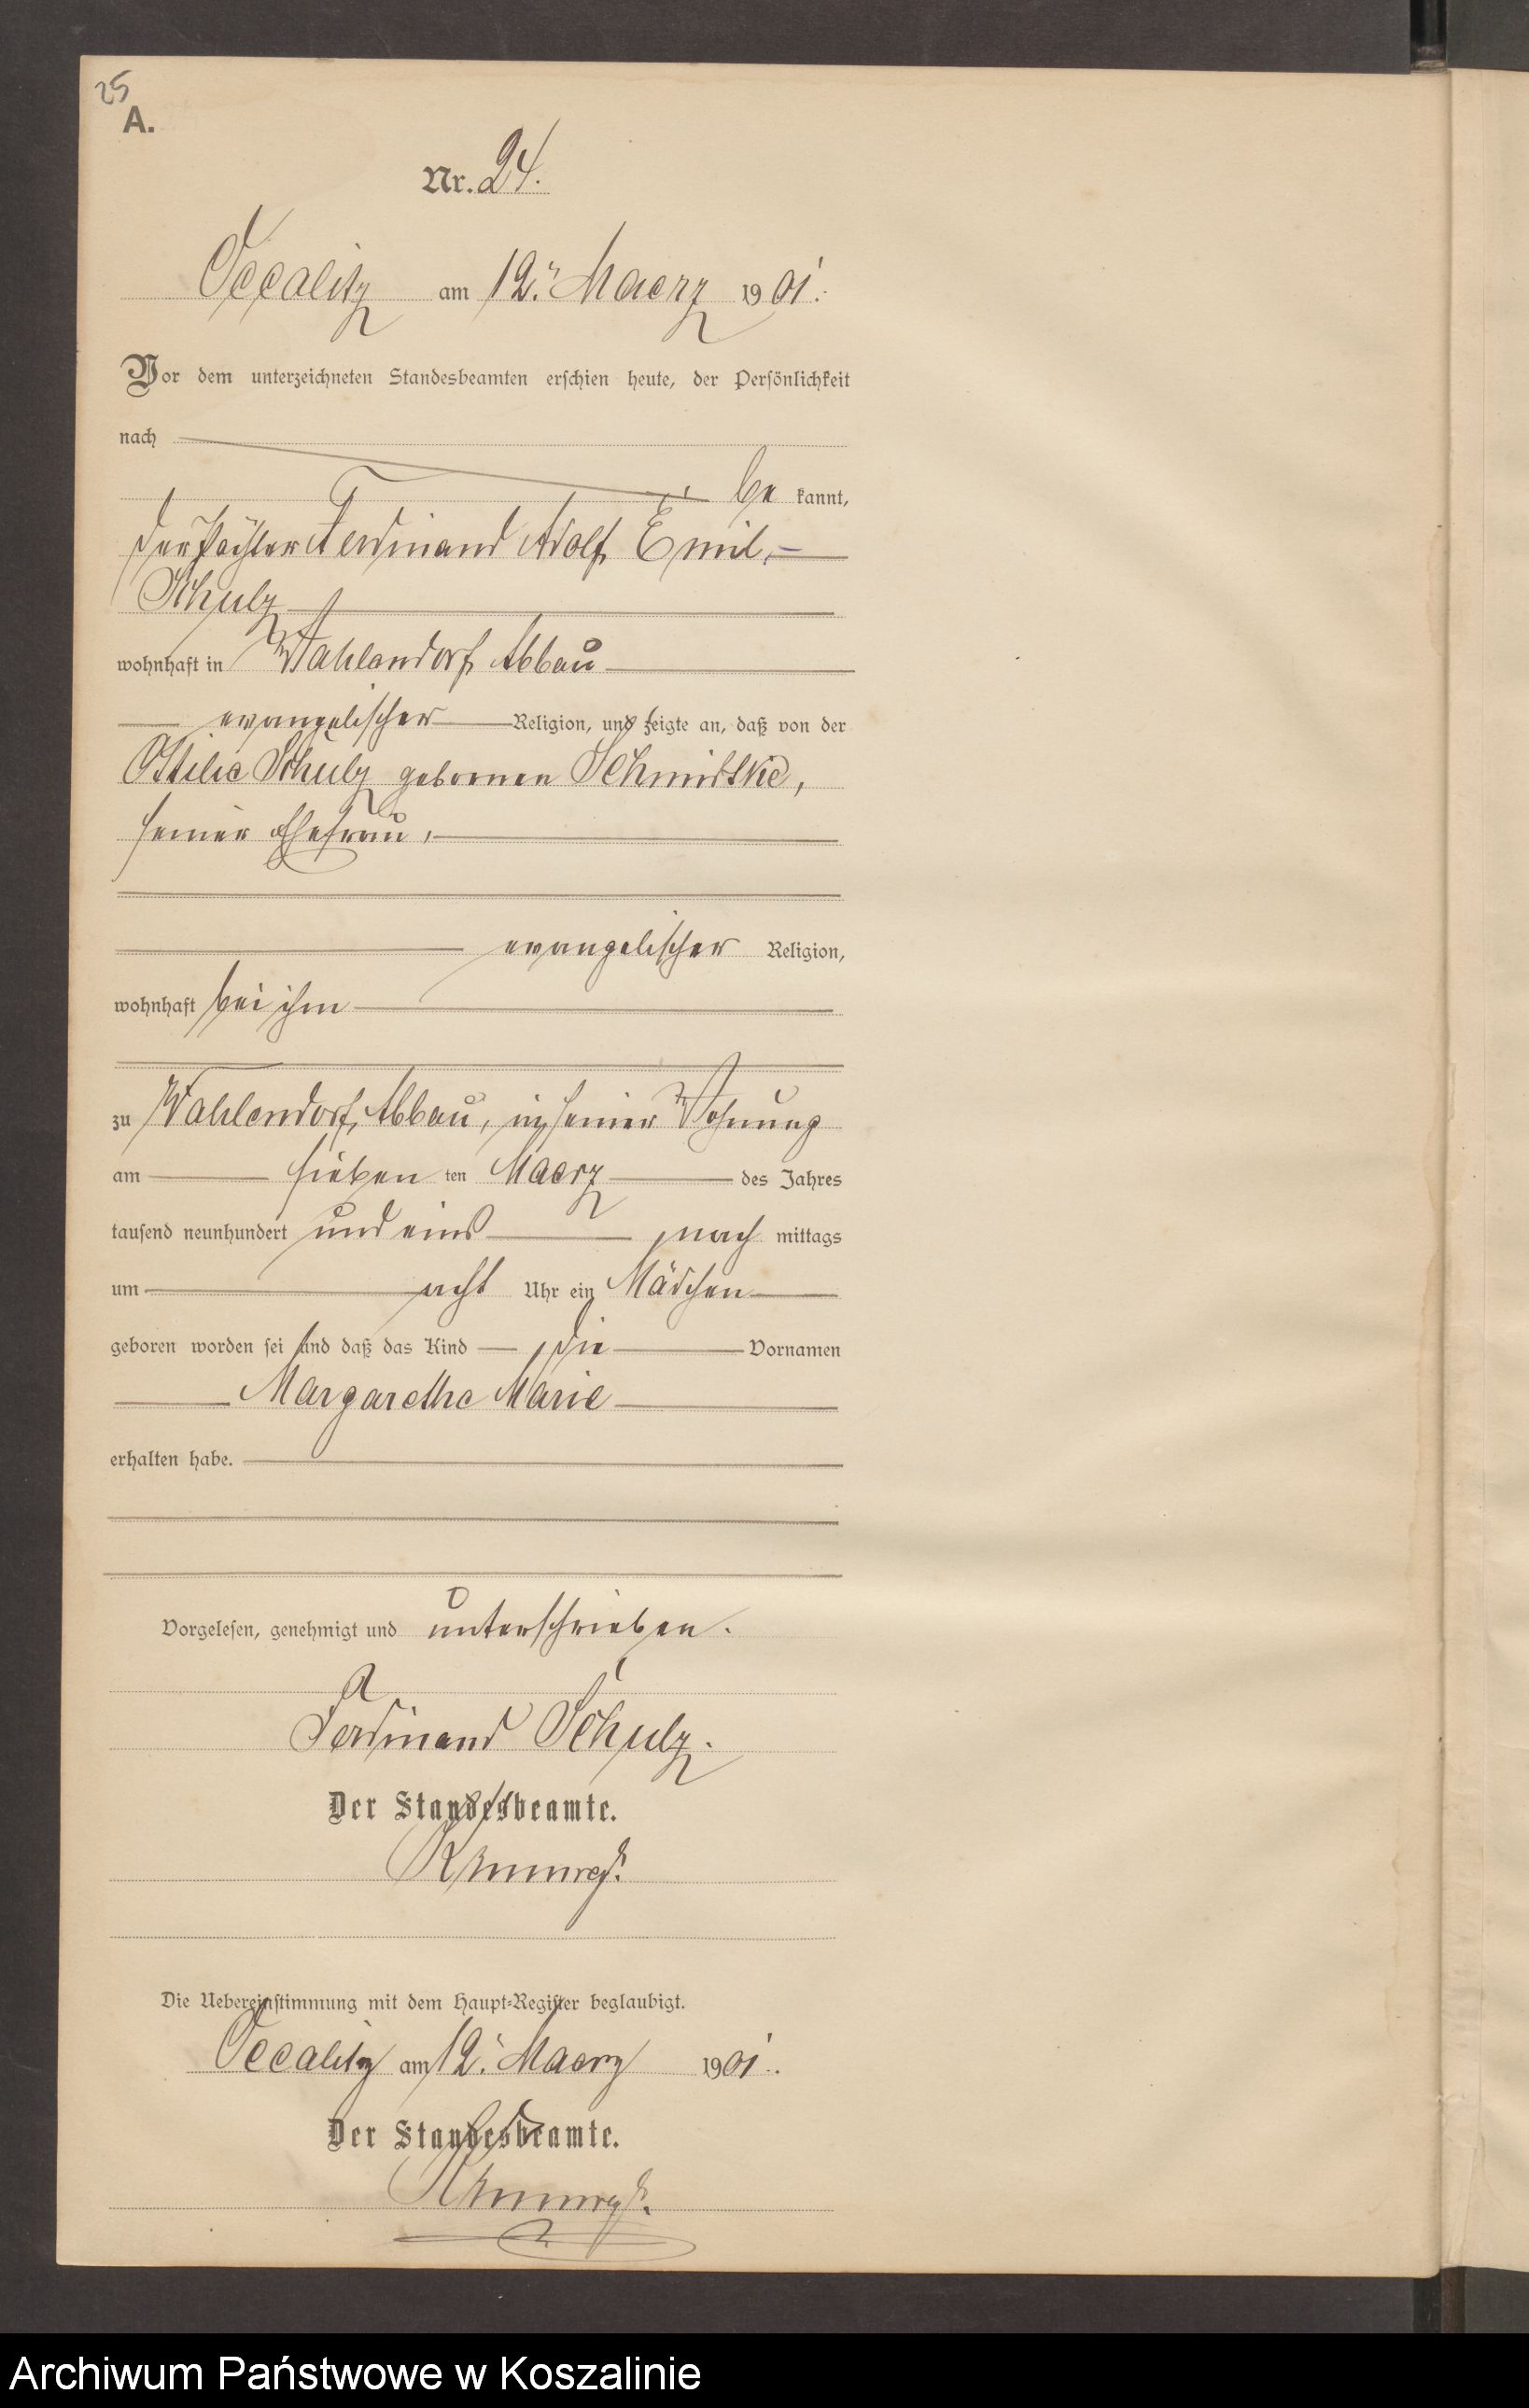 25
A.
Nr. 24.
Occalitz am 12. Maerz 1901.
Vor dem unterzeichneten Standesbeamten erschien heute, der Persönlichkeit
nach
be kannt,
der Pächter Ferdinand Adolf Emil
Schulz
wohnhaft in Wahlendorf Abbau
evangelischer Religion, und zeigte an, daß von der
Ottilie Schulz gebornen Schmidtke,
seiner Ehefrau,
evangelischer Religion,
wohnhaft bei ihm
zu Wahlendorf, Abbau, in seiner Wohnung
am sieben ten Maerz des Jahres
tausend neunhundert und eins nach mittags
um acht Uhr ein Mädchen
geboren worden sei und daß das Kind die Vornamen
Margarethe Marie
erhalten habe.
Vorgelesen, genehmigt und unterschrieben.
Ferdinand Schulz.
Der Standesbeamte.
Die Uebereinstimmung mit dem Haupt-Register beglaubigt.
Occalitz am 12. Maerz 1901.
Der Standesbeamte.
Archiwum Państwowe w Koszalinie